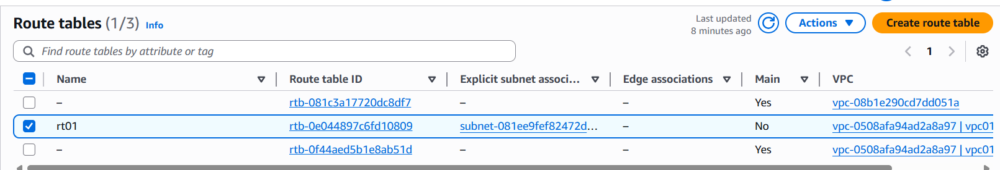 Route tables (1/3) Info
Last updated
8 minutes ago
Actions
Create route table
Find route tables by attribute or tag
1
Name Route table ID Explicit subnet associ... Edge associations Main VPC
– rtb-081c3a17720dc8df7 – – Yes vpc-08b1e290cd7dd051a
rt01 rtb-0e044897c6fd10809 subnet-081ee9fef82472d... – No vpc-0508afa94ad2a8a97 | vpc01
– rtb-0f44aed5b1e8ab51d – – Yes vpc-0508afa94ad2a8a97 | vpc01